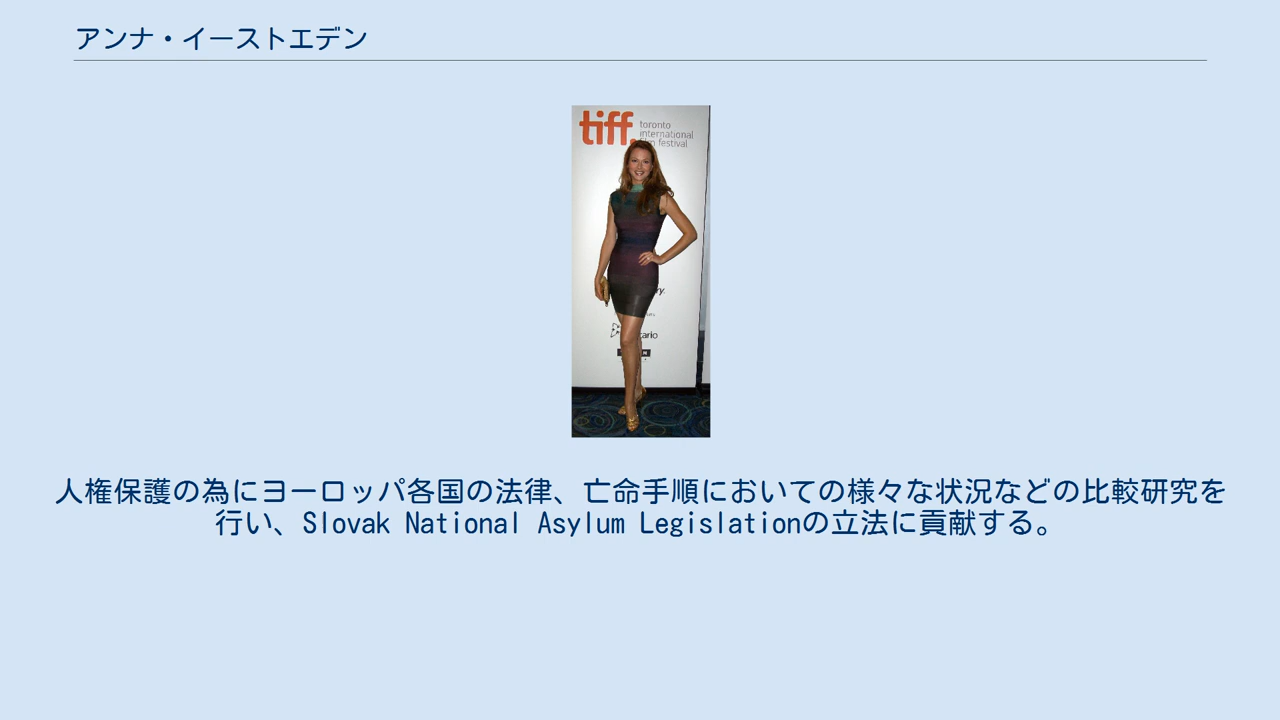 アンナ・イーストエデン
tiff.
toronto
international
film festival
人権保護の為にヨーロッパ各国の法律、亡命手順においての様々な状況などの比較研究を
行い、Slovak National Asylum Legislationの立法に貢献する。